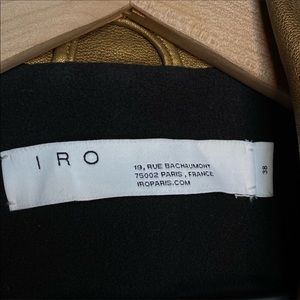 IRO
19, RUE BACHAUMONT
75002 PARIS, FRANCE
IROPARIS.COM
38